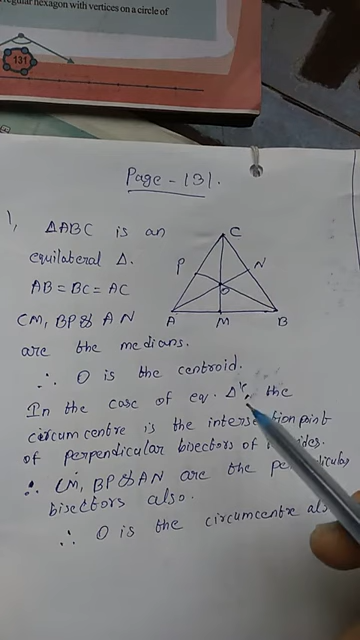 regular hexagon with vertices on a circle of
131
Page - 131.
1, ΔABC is an
equilateral Δ.
AB = BC = AC
CM, BP & AN
are the medians.
∴ O is the centroid.
In the case of eq. Δ's, the
circumcentre is the intersection point
of perpendicular bisectors of sides.
∴ CM, BP & AN are the perpendicular
bisectors also.
∴ O is the circumcentre also
C
P
N
O
A
M
B